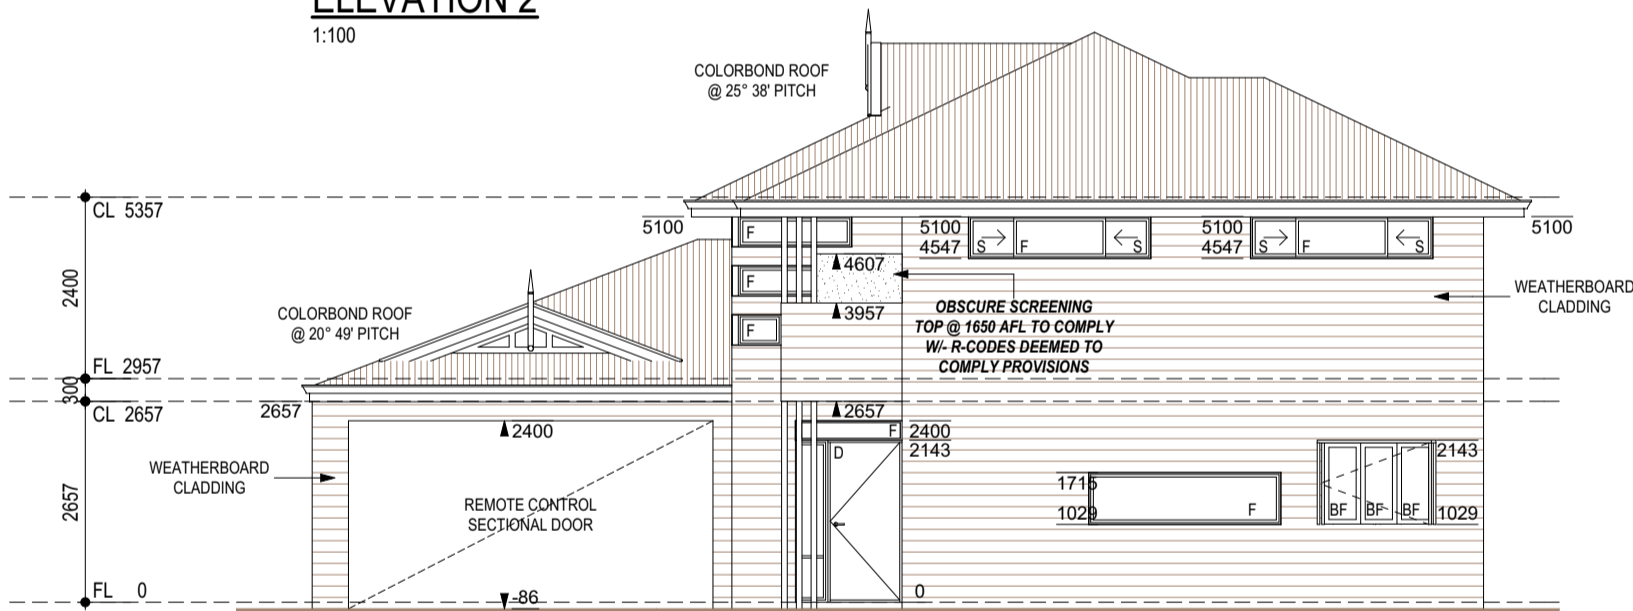 ELEVATION 2
1:100
COLORBOND ROOF
@ 25° 38' PITCH
CL 5357
5100
F
5100
4547
S
F
S
5100
4547
S
F
S
5100
2400
F
4607
3957
F
OBSCURE SCREENING
TOP @ 1650 AFL TO COMPLY
W/- R-CODES DEEMED TO
COMPLY PROVISIONS
WEATHERBOARD
CLADDING
COLORBOND ROOF
@ 20° 49' PITCH
FL 2957
300
CL 2657
2657
2657
2400
F
2400
2143
D
2143
WEATHERBOARD
CLADDING
2657
REMOTE CONTROL
SECTIONAL DOOR
1715
1029
F
BF
BF
BF
1029
FL 0
-86
0